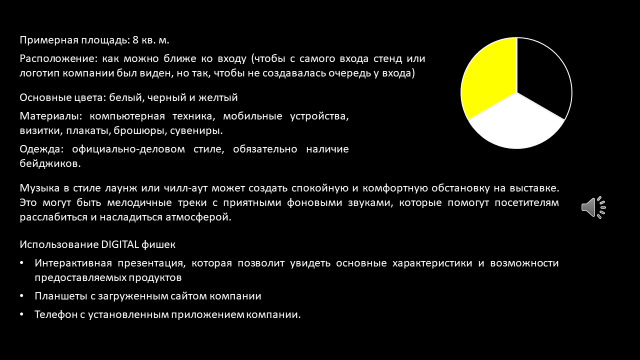 Примерная площадь: 8 кв. м.
Расположение: как можно ближе ко входу (чтобы с самого входа стенд или
логотип компании был виден, но так, чтобы не создавалась очередь у входа)
Основные цвета: белый, черный и желтый
Материалы: компьютерная техника, мобильные устройства,
визитки, плакаты, брошюры, сувениры.
Одежда: официально-деловом стиле, обязательно наличие
бейджиков.
Музыка в стиле лаунж или чилл-аут может создать спокойную и комфортную обстановку на выставке.
Это могут быть мелодичные треки с приятными фоновыми звуками, которые помогут посетителям
расслабиться и насладиться атмосферой.
Использование DIGITAL фишек
• Интерактивная презентация, которая позволит увидеть основные характеристики и возможности
предоставляемых продуктов
• Планшеты с загруженным сайтом компании
• Телефон с установленным приложением компании.